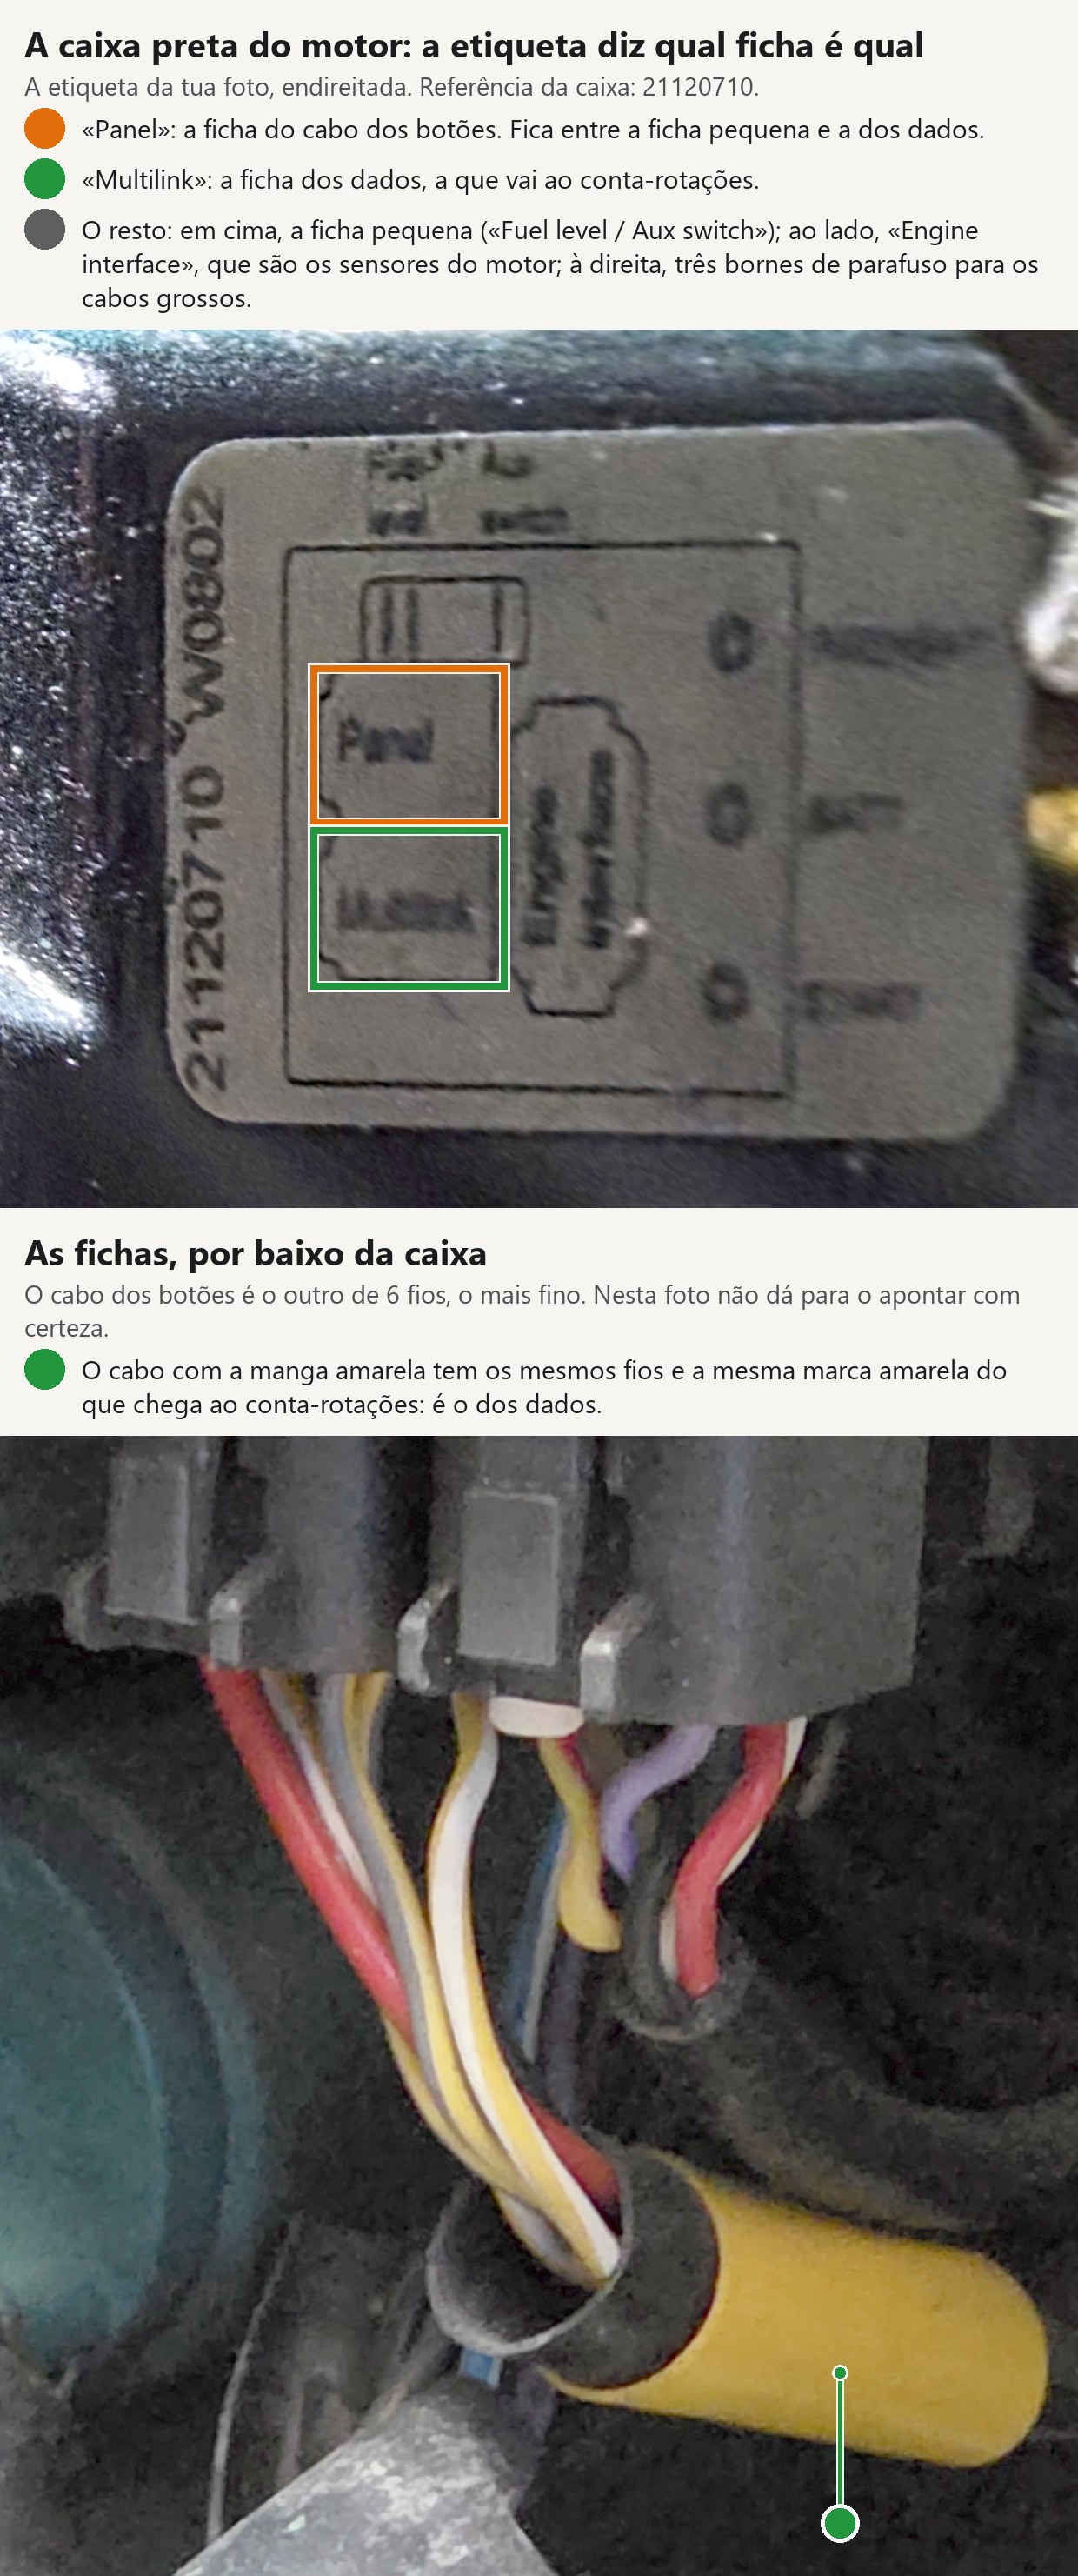 A caixa preta do motor: a etiqueta diz qual ficha é qual
A etiqueta da tua foto, endireitada. Referência da caixa: 21120710.
«Panel»: a ficha do cabo dos botões. Fica entre a ficha pequena e a dos dados.
«Multilink»: a ficha dos dados, a que vai ao conta-rotações.
O resto: em cima, a ficha pequena («Fuel level / Aux switch»); ao lado, «Engine
interface», que são os sensores do motor; à direita, três bornes de parafuso para os
cabos grossos.
21120710 W0802
Engine
As fichas, por baixo da caixa
O cabo dos botões é o outro de 6 fios, o mais fino. Nesta foto não dá para o apontar com
certeza.
O cabo com a manga amarela tem os mesmos fios e a mesma marca amarela do
que chega ao conta-rotações: é o dos dados.